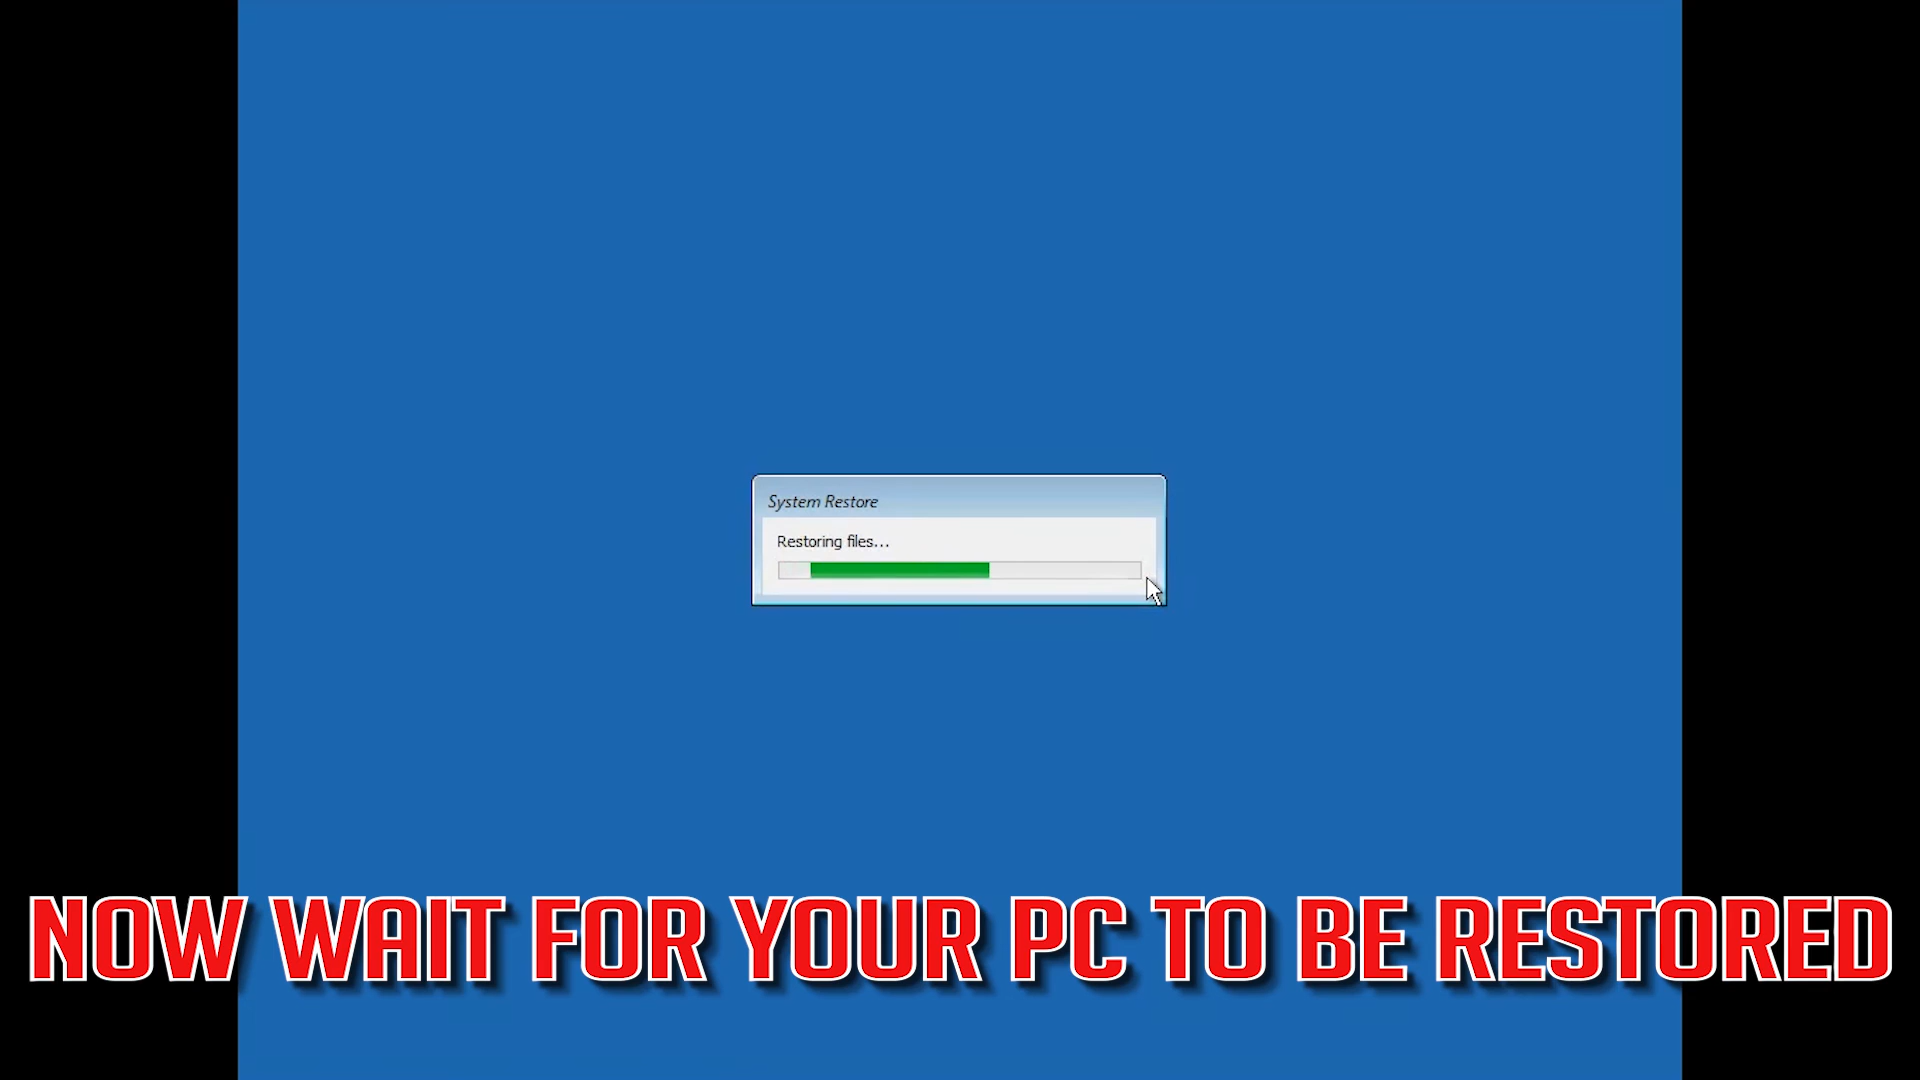 System Restore
Restoring files...
NOW WAIT FOR YOUR PC TO BE RESTORED